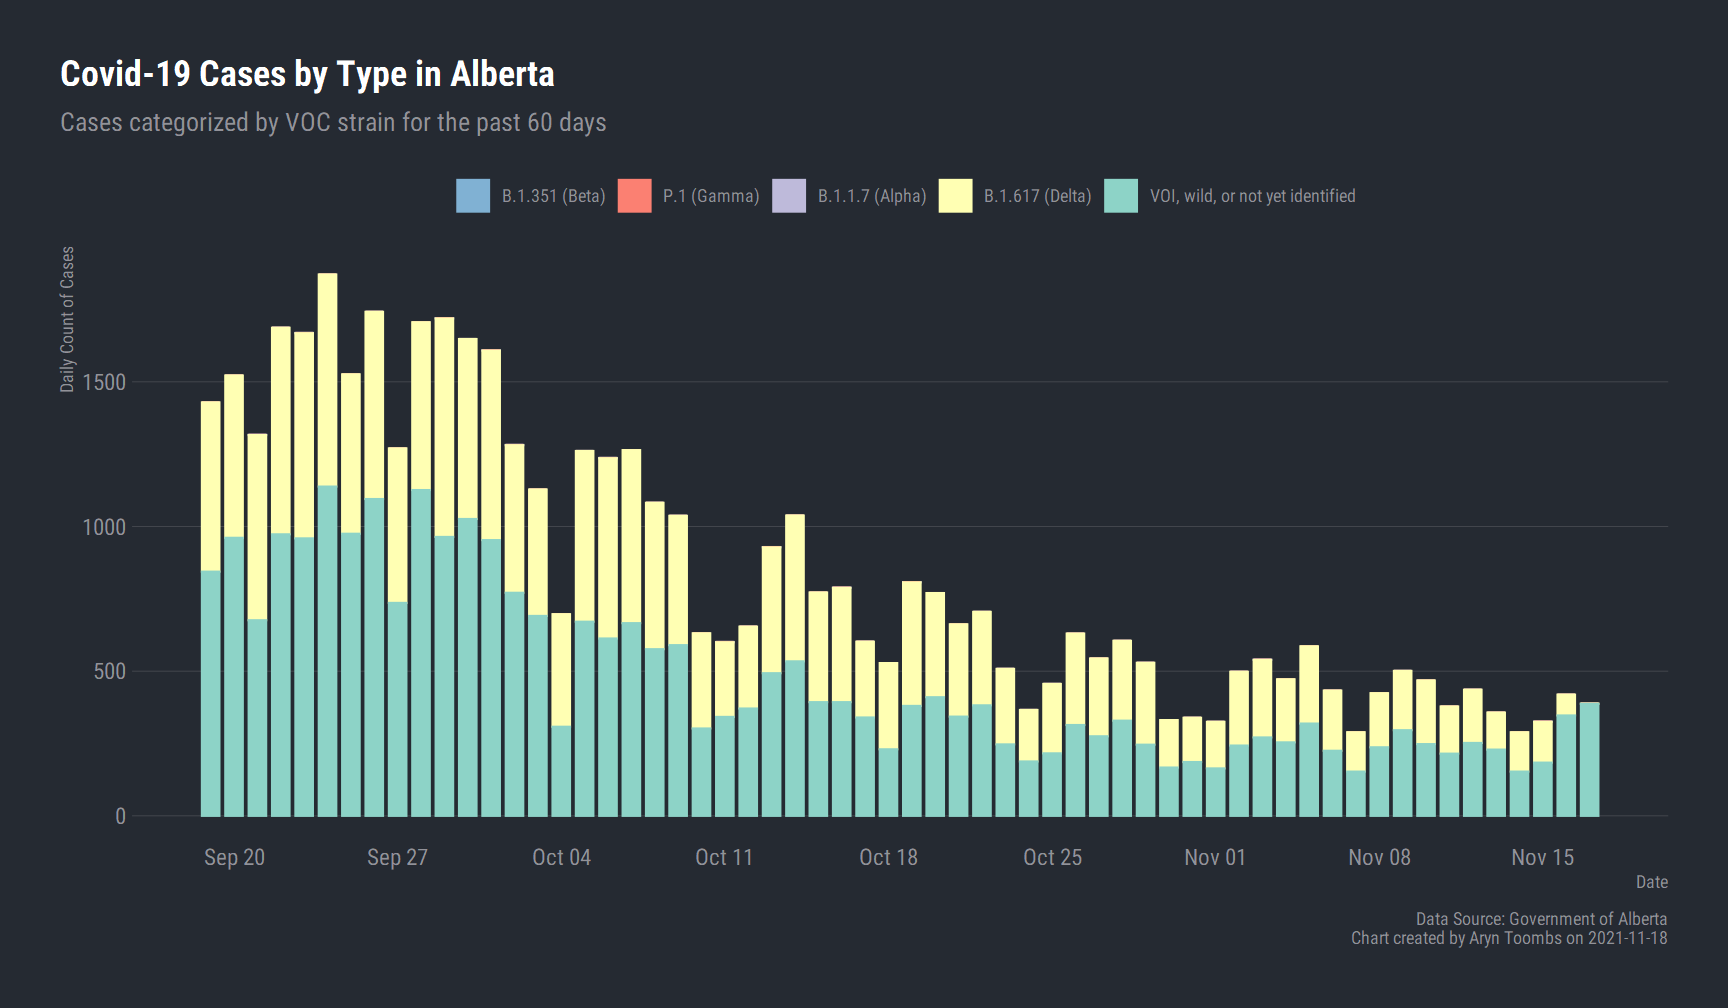 Covid-19 Cases by Type in Alberta
Cases categorized by VOC strain for the past 60 days
B.1.351 (Beta) P.1 (Gamma) B.1.1.7 (Alpha) B.1.617 (Delta) VOI, wild, or not yet identified
Daily Count of Cases
1500
1000
500
0
Sep 20 Sep 27 Oct 04 Oct 11 Oct 18 Oct 25 Nov 01 Nov 08 Nov 15
Date
Data Source: Government of Alberta
Chart created by Aryn Toombs on 2021-11-18